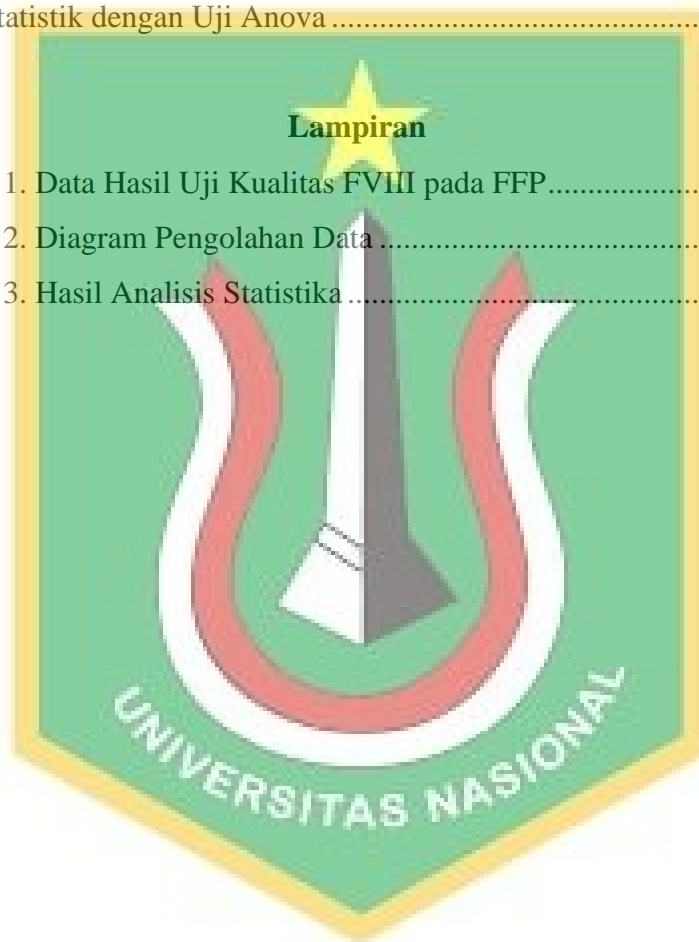 tatistik dengan Uji Anova ................................................
Lampiran
1. Data Hasil Uji Kualitas FVIII pada FFP...................
2. Diagram Pengolahan Data ........................................
3. Hasil Analisis Statistika ............................................
UNIVERSITAS NASIONAL